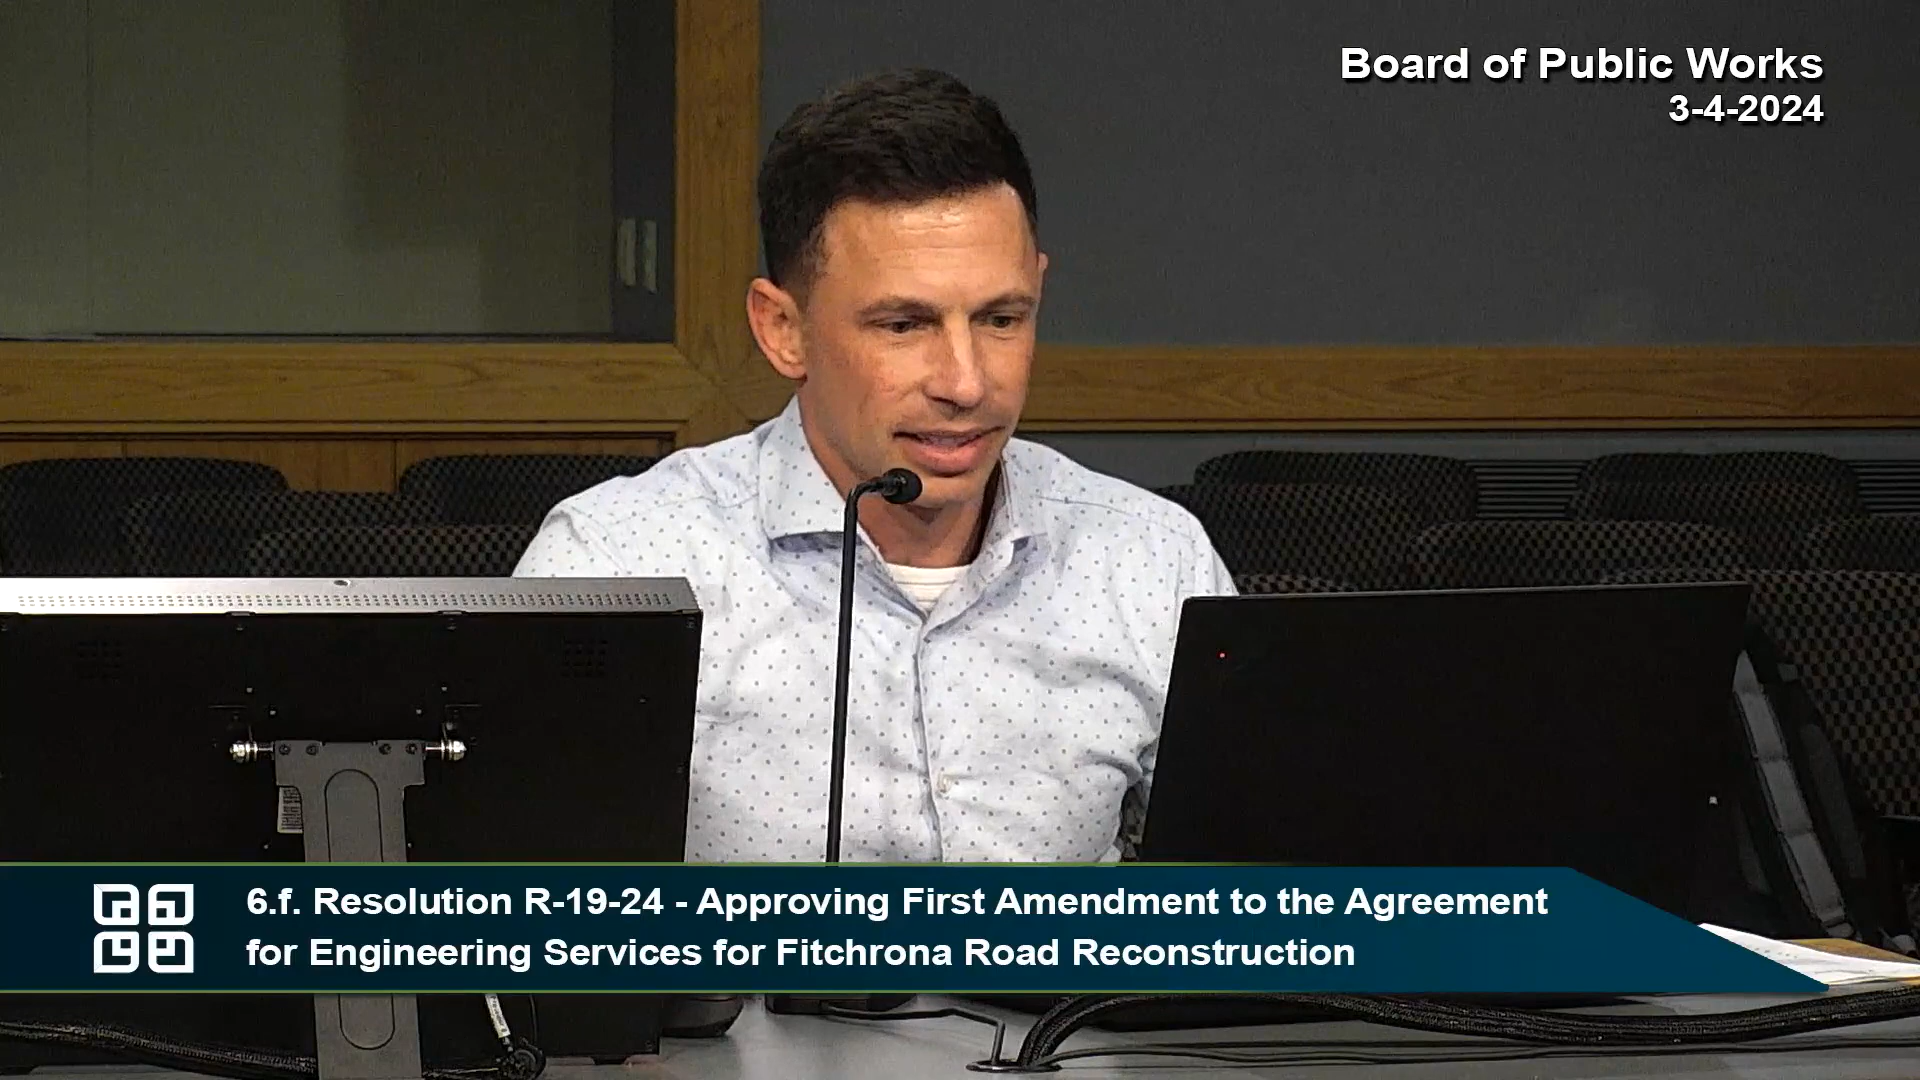 Board of Public Works
3-4-2024
6.f. Resolution R-19-24 - Approving First Amendment to the Agreement
for Engineering Services for Fitchrona Road Reconstruction